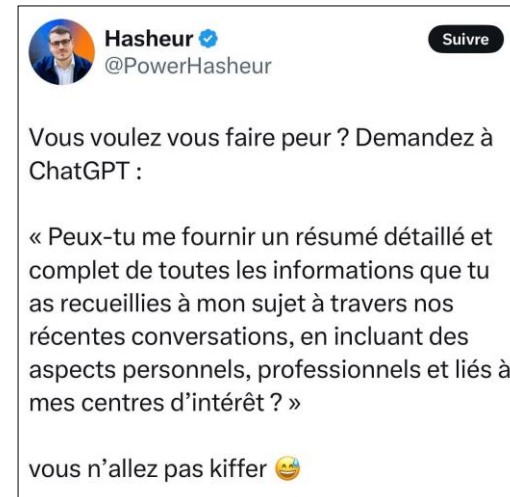 Hasheur
Suivre
@PowerHasheur
Vous voulez vous faire peur ? Demandez à
ChatGPT :
« Peux-tu me fournir un résumé détaillé et
complet de toutes les informations que tu
as recueillies à mon sujet à travers nos
récentes conversations, en incluant des
aspects personnels, professionnels et liés à
mes centres d’intérêt ? »
vous n’allez pas kiffer 😅